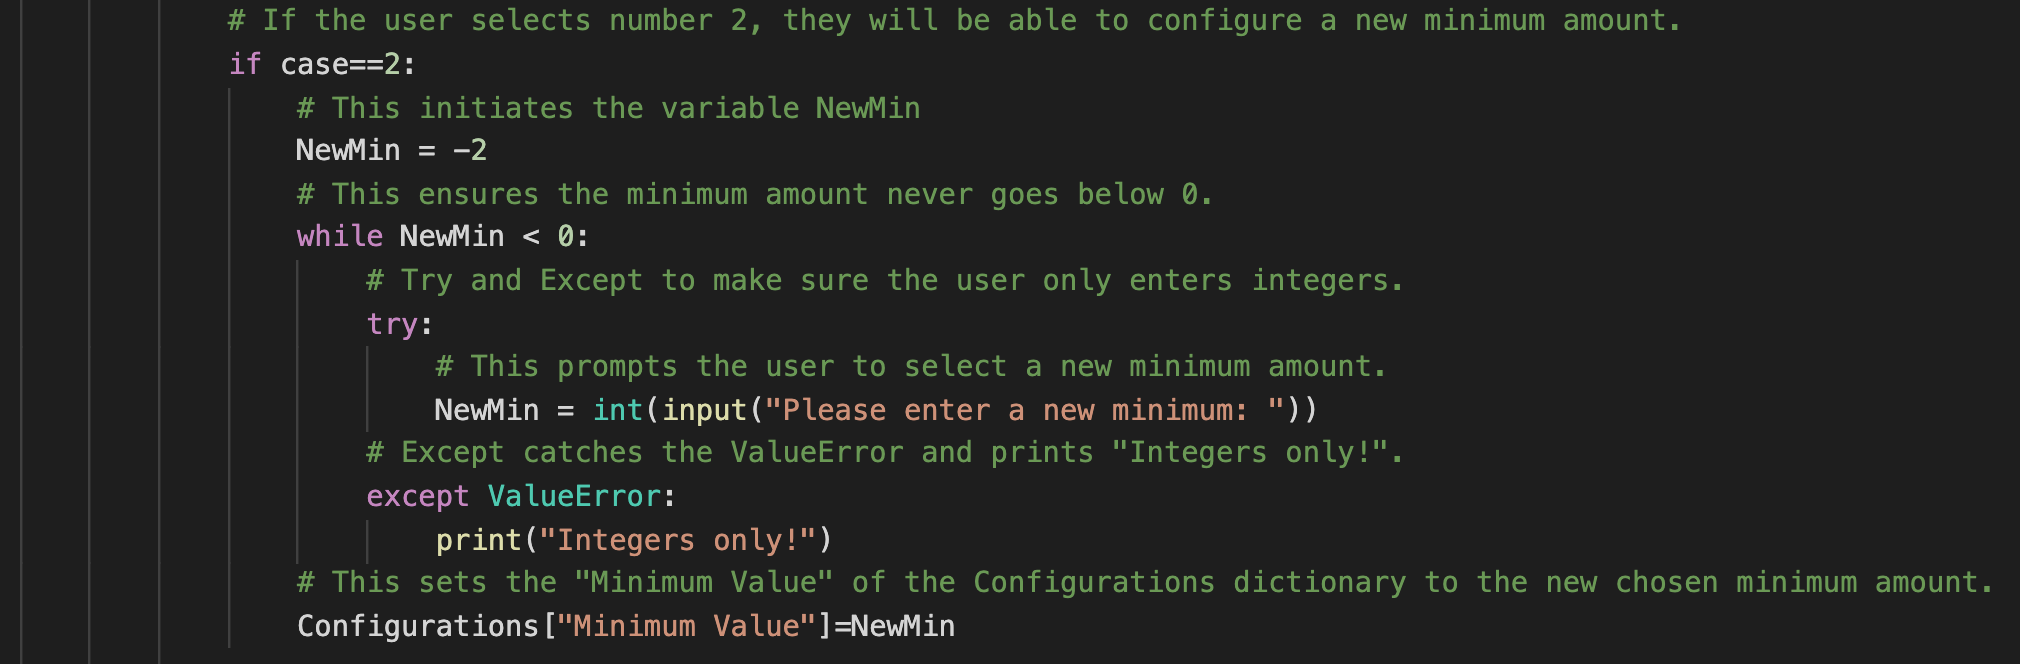 # If the user selects number 2, they will be able to configure a new minimum amount.
if case==2:
# This initiates the variable NewMin
NewMin = -2
# This ensures the minimum amount never goes below 0.
while NewMin < 0:
# Try and Except to make sure the user only enters integers.
try:
# This prompts the user to select a new minimum amount.
NewMin = int(input("Please enter a new minimum: "))
# Except catches the ValueError and prints "Integers only!".
except ValueError:
print("Integers only!")
# This sets the "Minimum Value" of the Configurations dictionary to the new chosen minimum amount.
Configurations["Minimum Value"]=NewMin